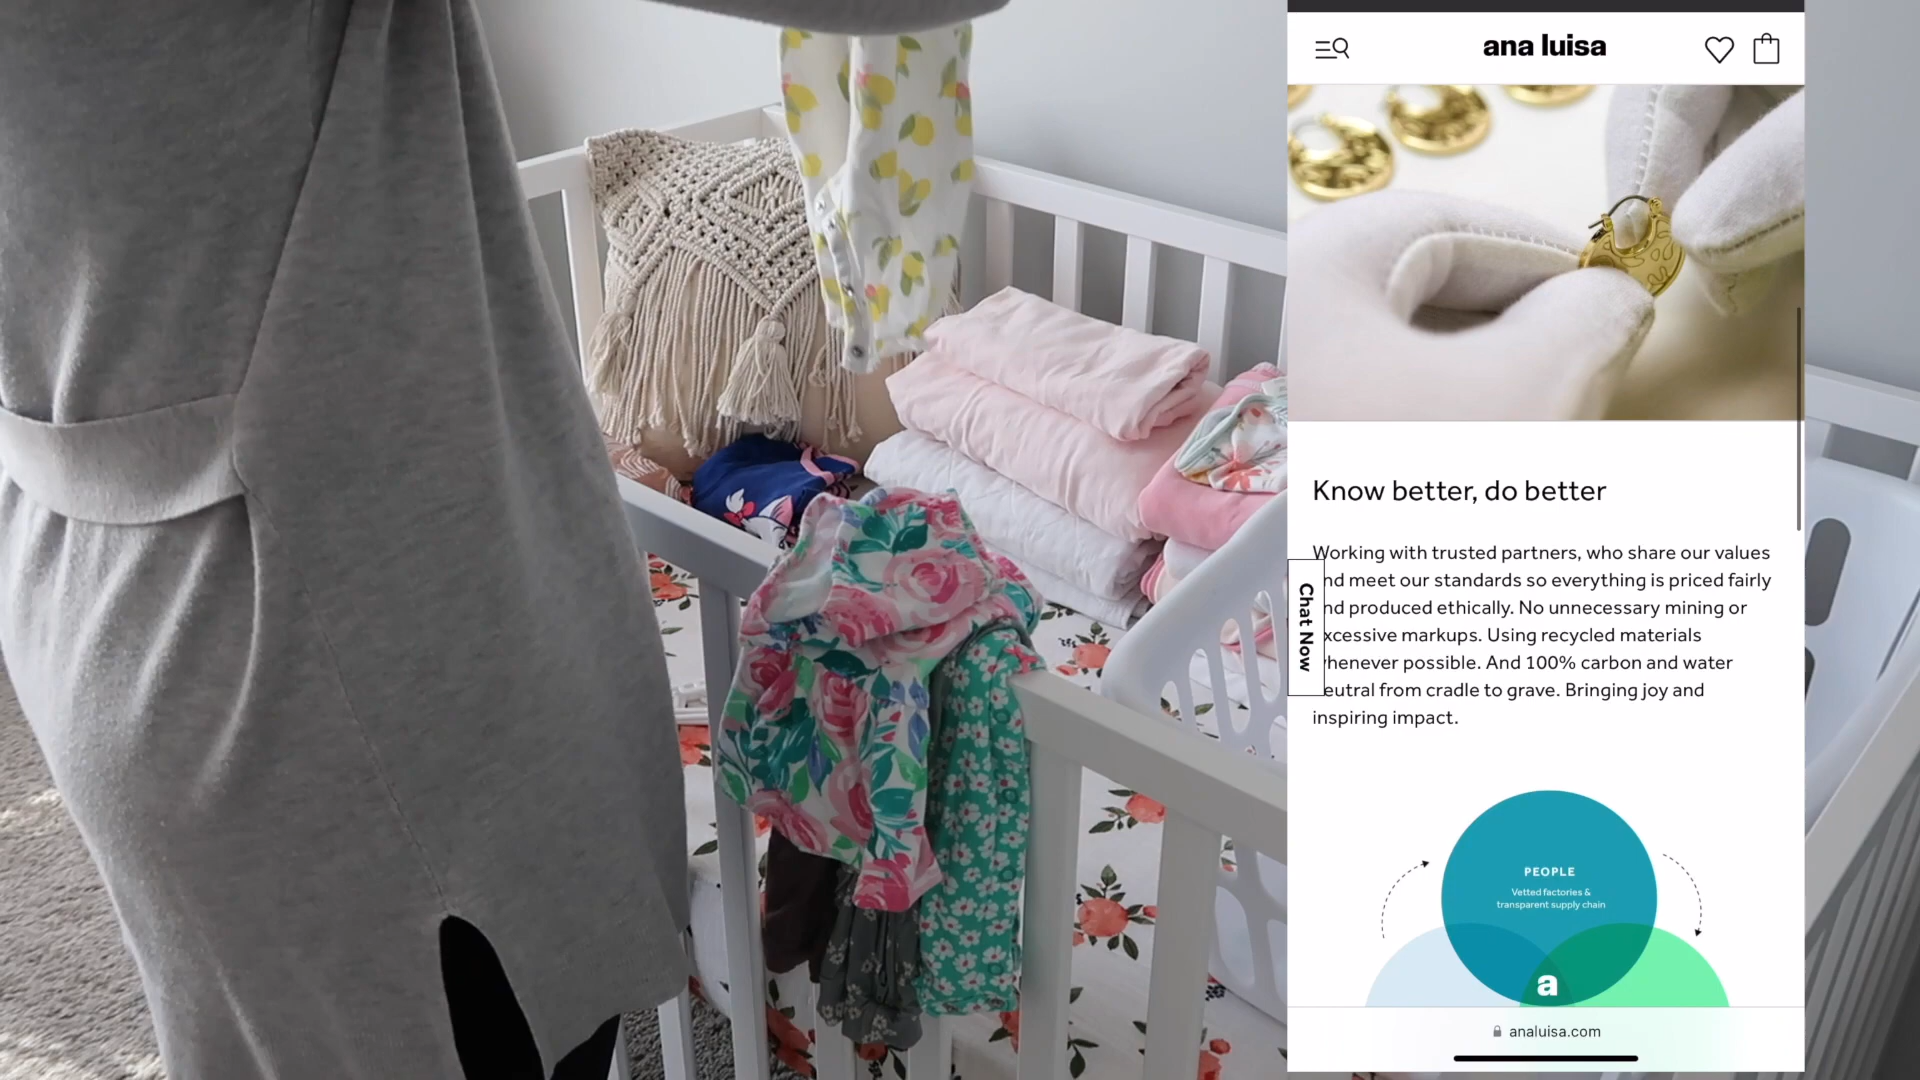 ana luisa
Know better, do better
Working with trusted partners, who share our values
nd meet our standards so everything is priced fairly
nd produced ethically. No unnecessary mining or
xcessive markups. Using recycled materials
henever possible. And 100% carbon and water
eutral from cradle to grave. Bringing joy and
inspiring impact.
Chat Now
PEOPLE
Vetted factories &
transparent supply chain
a
analuisa.com